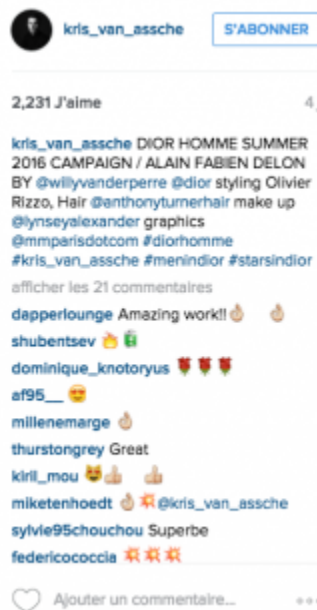 kris_van_assche S'ABONNER
2,231 J'aime 4
kris_van_assche DIOR HOMME SUMMER
2016 CAMPAIGN / ALAIN FABIEN DELON
BY @willyvanderperre @dior styling Olivier
Rizzo, Hair @anthonyturnerhair make up
@lynseyalexander graphics
@mmparisdotcom #diorhomme
#kris_van_assche #menindior #starsindior
afficher les 21 commentaires
dapperlounge Amazing work!!👌 👌
shubentsev 🔥🔋
dominique_knotoryus 🌹🌹🌹
af95__ 😍
millenemarge 👌
thurstongrey Great
kiril_mou 😻👍 👍
miketenhoedt 👌💥@kris_van_assche
sylvie95chouchou Superbe
federicococcia 💥💥💥
Ajouter un commentaire...